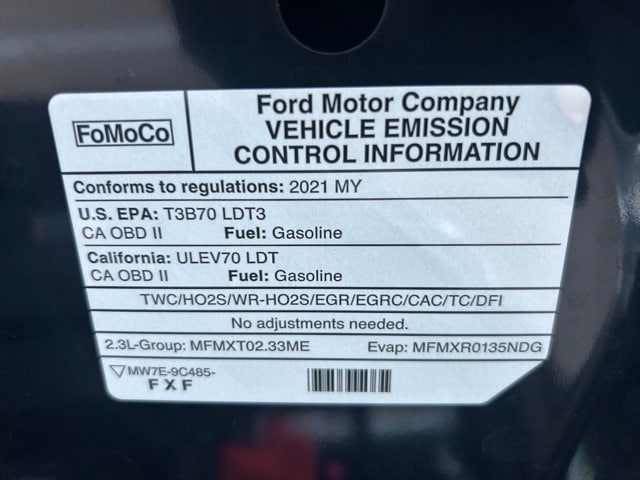 FoMoCo
Ford Motor Company
VEHICLE EMISSION
CONTROL INFORMATION
Conforms to regulations: 2021 MY
U.S. EPA: T3B70 LDT3
CA OBD II Fuel: Gasoline
California: ULEV70 LDT
CA OBD II Fuel: Gasoline
TWC/HO2S/WR-HO2S/EGR/EGRC/CAC/TC/DFI
No adjustments needed.
2.3L-Group: MFMXT02.33ME Evap: MFMXR0135NDG
MW7E-9C485-
FXF